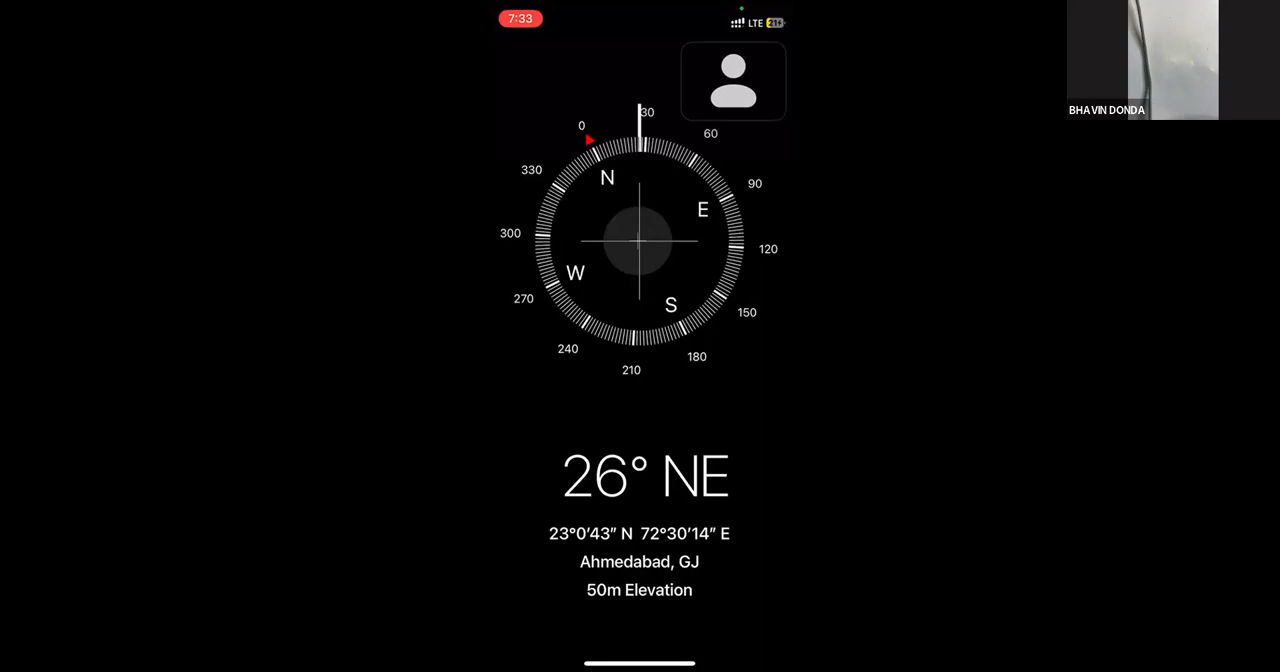 7:33
LTE 21
BHAVIN DONDA
0
30
60
330
N
90
E
300
120
W
270
S
150
240
180
210
26° NE
23°0′43″ N 72°30′14″ E
Ahmedabad, GJ
50m Elevation